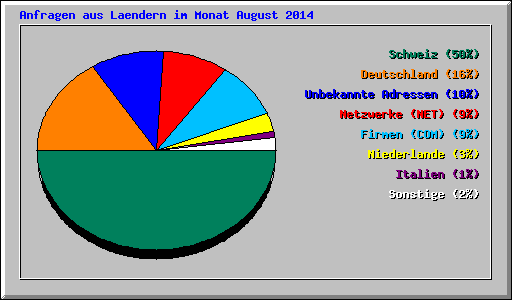 Anfragen aus Laendern im Monat August 2014
Schweiz (50%)
Deutschland (16%)
Unbekannte Adressen (10%)
Netzwerke (NET) (9%)
Firmen (COM) (9%)
Niederlande (3%)
Italien (1%)
Sonstige (2%)